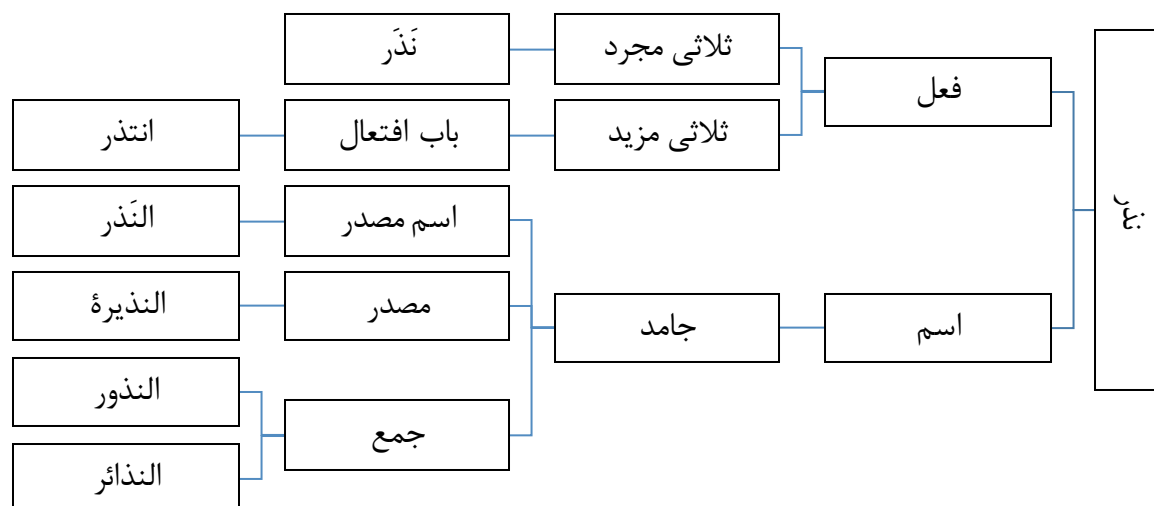 نذر
فعل
ثلاثی مجرد
نَذَر
ثلاثی مزید
باب افتعال
انتذر
اسم
جامد
اسم مصدر
النَذر
مصدر
النذیرۀ
جمع
النذور
النذائر